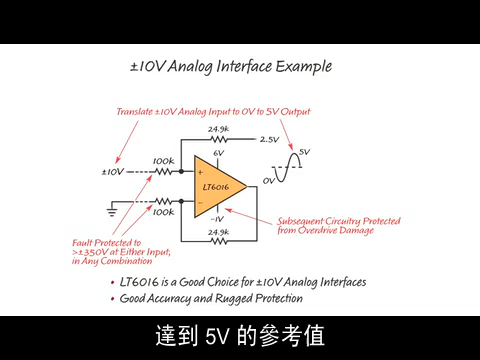 ±10V Analog Interface Example
Translate ±10V Analog Input to 0V to 5V Output
24.9k
2.5V
5V
0V
6V
100k
±10V
+
LT6016
–
100k
–1V
24.9k
Subsequent Circuitry Protected
from Overdrive Damage
Fault Protected to
>±350V at Either Input,
in Any Combination
• LT6016 is a Good Choice for ±10V Analog Interfaces
• Good Accuracy and Rugged Protection
達到 5V 的參考值